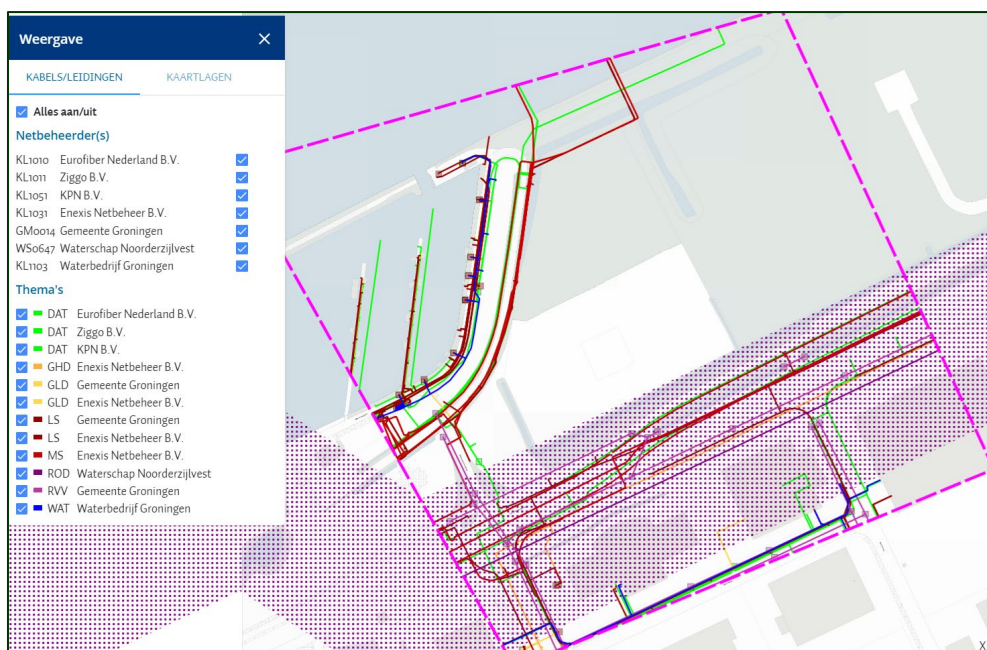 Weergave
KABELS/LEIDINGEN KAARTLAGEN
Alles aan/uit
Netbeheerder(s)
KL1010 Eurofiber Nederland B.V.
KL1011 Ziggo B.V.
KL1051 KPN B.V.
KL1031 Enexis Netbeheer B.V.
GM0014 Gemeente Groningen
WS0647 Waterschap Noorderzijlvest
KL1103 Waterbedrijf Groningen
Thema's
DAT Eurofiber Nederland B.V.
DAT Ziggo B.V.
DAT KPN B.V.
GHD Enexis Netbeheer B.V.
GLD Gemeente Groningen
GLD Enexis Netbeheer B.V.
LS Gemeente Groningen
LS Enexis Netbeheer B.V.
MS Enexis Netbeheer B.V.
ROD Waterschap Noorderzijlvest
RVV Gemeente Groningen
WAT Waterbedrijf Groningen
X